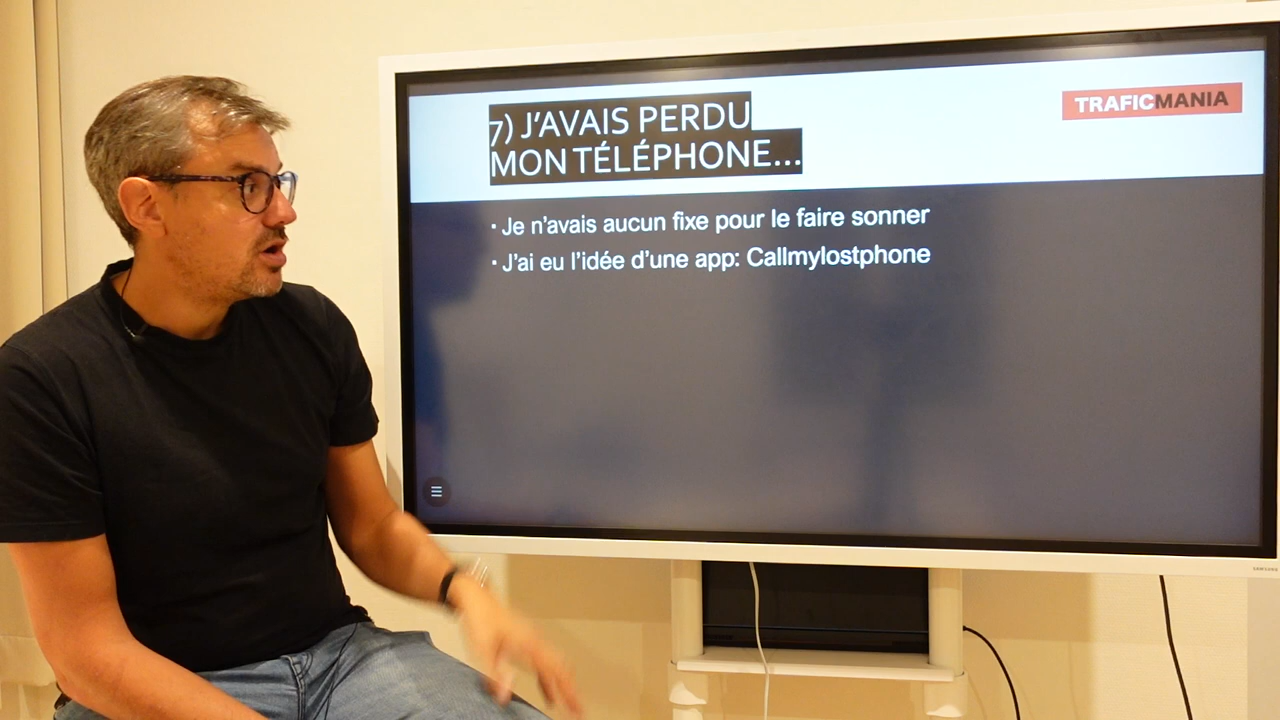 7) J'AVAIS PERDU
MON TÉLÉPHONE...
TRAFICMANIA
· Je n'avais aucun fixe pour le faire sonner
· J'ai eu l'idée d'une app: Callmylostphone
SAMSUNG